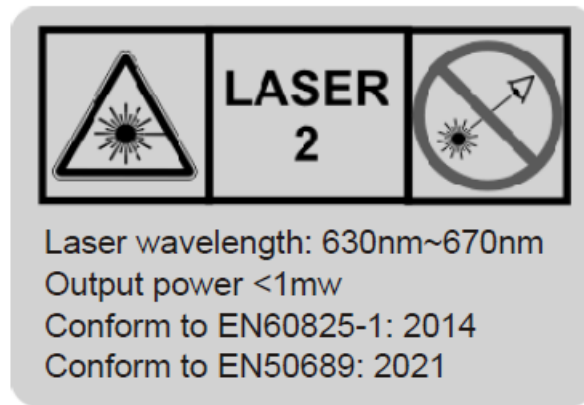 LASER
2
Laser wavelength: 630nm~670nm
Output power <1mw
Conform to EN60825-1: 2014
Conform to EN50689: 2021